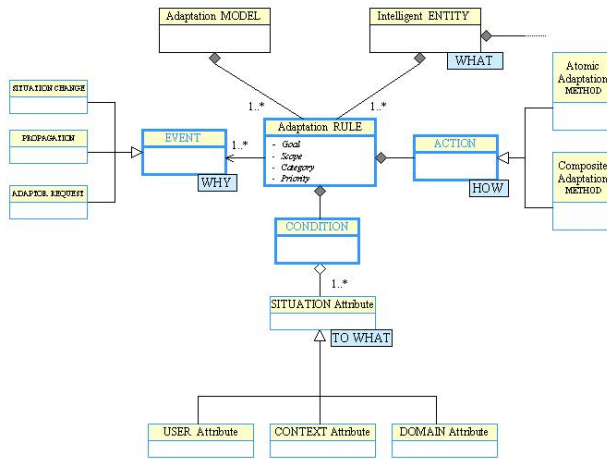 Adaptation MODEL
Intelligent ENTITY
WHAT
Atomic
Adaptation
METHOD
1..*
1..*
SITUATION CHANGE
PROPAGATION
ADAPTOR REQUEST
EVENT
WHY
1..*
Adaptation RULE
- Goal
- Scope
- Category
- Priority
ACTION
HOW
Composite
Adaptation
METHOD
CONDITION
1..*
SITUATION Attribute
TO WHAT
USER Attribute
CONTEXT Attribute
DOMAIN Attribute